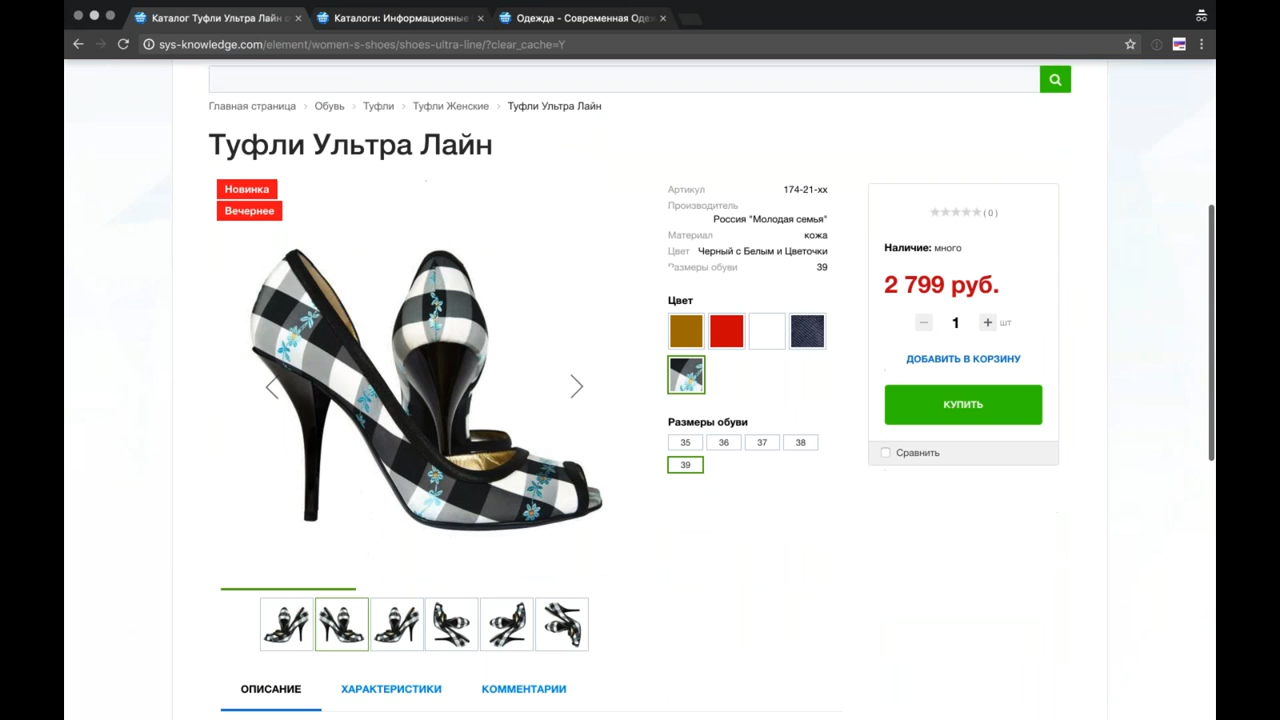 Каталог Туфли Ультра Лайн
Каталоги: Информационные
Одежда - Современная Одеж
sys-knowledge.com/element/women-s-shoes/shoes-ultra-line/?clear_cache=Y
Главная страница > Обувь > Туфли > Туфли Женские > Туфли Ультра Лайн
Туфли Ультра Лайн
Новинка
Вечернее
Артикул 174-21-xx
Производитель
Россия "Молодая семья"
Материал кожа
Цвет Черный с Белым и Цветочки
Размеры обуви 39
Цвет
Размеры обуви
35 36 37 38
39
( 0 )
Наличие: много
2 799 руб.
− 1 + шт
ДОБАВИТЬ В КОРЗИНУ
КУПИТЬ
Сравнить
ОПИСАНИЕ ХАРАКТЕРИСТИКИ КОММЕНТАРИИ